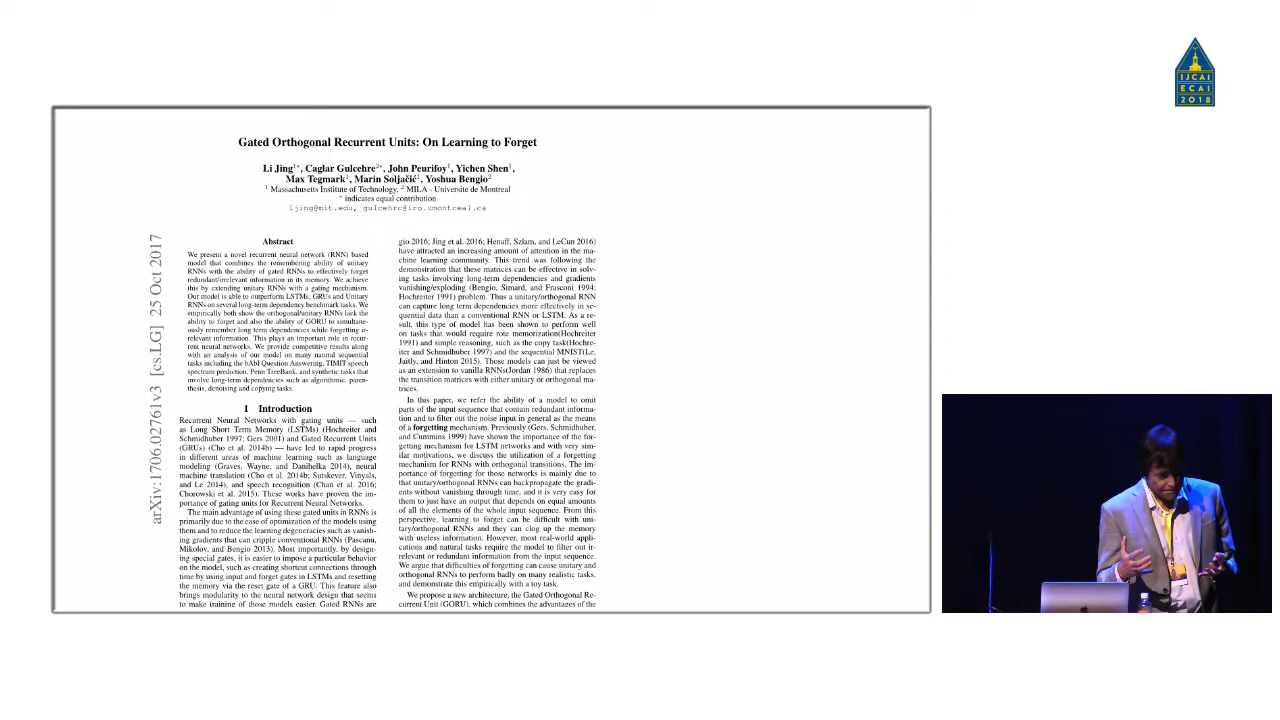 IJCAI
ECAI
2018
Gated Orthogonal Recurrent Units: On Learning to Forget
Li Jing1*, Caglar Gulcehre2*, John Peurifoy1, Yichen Shen1,
Max Tegmark1, Marin Soljačić1, Yoshua Bengio2
1 Massachusetts Institute of Technology, 2 MILA - Universite de Montreal
* indicates equal contribution
ljing@mit.edu, gulcehrc@iro.umontreal.ca
arXiv:1706.02761v3 [cs.LG] 25 Oct 2017
Abstract
We present a novel recurrent neural network (RNN) based
model that combines the remembering ability of unitary
RNNs with the ability of gated RNNs to effectively forget
redundant/irrelevant information in its memory. We achieve
this by extending unitary RNNs with a gating mechanism.
Our model is able to outperform LSTMs, GRUs and Unitary
RNNs on several long-term dependency benchmark tasks. We
empirically both show the orthogonal/unitary RNNs lack the
ability to forget and also the ability of GORU to simultane-
ously remember long term dependencies while forgetting ir-
relevant information. This plays an important role in recur-
rent neural networks. We provide competitive results along
with an analysis of our model on many natural sequential
tasks including the bAbI Question Answering, TIMIT speech
spectrum prediction, Penn TreeBank, and synthetic tasks that
involve long-term dependencies such as algorithmic, paren-
thesis, denoising and copying tasks.
1 Introduction
Recurrent Neural Networks with gating units — such
as Long Short Term Memory (LSTMs) (Hochreiter and
Schmidhuber 1997; Gers 2001) and Gated Recurrent Units
(GRUs) (Cho et al. 2014b) — have led to rapid progress
in different areas of machine learning such as language
modeling (Graves, Wayne, and Danihelka 2014), neural
machine translation (Cho et al. 2014b; Sutskever, Vinyals,
and Le 2014), and speech recognition (Chan et al. 2016;
Chorowski et al. 2015). These works have proven the im-
portance of gating units for Recurrent Neural Networks.
The main advantage of using these gated units in RNNs is
primarily due to the ease of optimization of the models using
them and to reduce the learning degeneracies such as vanish-
ing gradients that can cripple conventional RNNs (Pascanu,
Mikolov, and Bengio 2013). Most importantly, by design-
ing special gates, it is easier to impose a particular behavior
on the model, such as creating shortcut connections through
time by using input and forget gates in LSTMs and resetting
the memory via the reset gate of a GRU. This feature also
brings modularity to the neural network design that seems
to make training of those models easier. Gated RNNs are
gio 2016; Jing et al. 2016; Henaff, Szlam, and LeCun 2016)
have attracted an increasing amount of attention in the ma-
chine learning community. This trend was following the
demonstration that these matrices can be effective in solv-
ing tasks involving long-term dependencies and gradients
vanishing/exploding (Bengio, Simard, and Frasconi 1994;
Hochreiter 1991) problem. Thus a unitary/orthogonal RNN
can capture long term dependencies more effectively in se-
quential data than a conventional RNN or LSTM. As a re-
sult, this type of model has been shown to perform well
on tasks that would require rote memorization(Hochreiter
1991) and simple reasoning, such as the copy task(Hochre-
iter and Schmidhuber 1997) and the sequential MNIST(Le,
Jaitly, and Hinton 2015). Those models can just be viewed
as an extension to vanilla RNNs(Jordan 1986) that replaces
the transition matrices with either unitary or orthogonal ma-
trices.
In this paper, we refer the ability of a model to omit
parts of the input sequence that contain redundant informa-
tion and to filter out the noise input in general as the means
of a forgetting mechanism. Previously (Gers, Schmidhuber,
and Cummins 1999) have shown the importance of the for-
getting mechanism for LSTM networks and with very sim-
ilar motivations, we discuss the utilization of a forgetting
mechanism for RNNs with orthogonal transitions. The im-
portance of forgetting for those networks is mainly due to
that unitary/orthogonal RNNs can backpropagate the gradi-
ents without vanishing through time, and it is very easy for
them to just have an output that depends on equal amounts
of all the elements of the whole input sequence. From this
perspective, learning to forget can be difficult with uni-
tary/orthogonal RNNs and they can clog up the memory
with useless information. However, most real-world appli-
cations and natural tasks require the model to filter out ir-
relevant or redundant information from the input sequence.
We argue that difficulties of forgetting can cause unitary and
orthogonal RNNs to perform badly on many realistic tasks,
and demonstrate this empirically with a toy task.
We propose a new architecture, the Gated Orthogonal Re-
current Unit (GORU), which combines the advantages of the